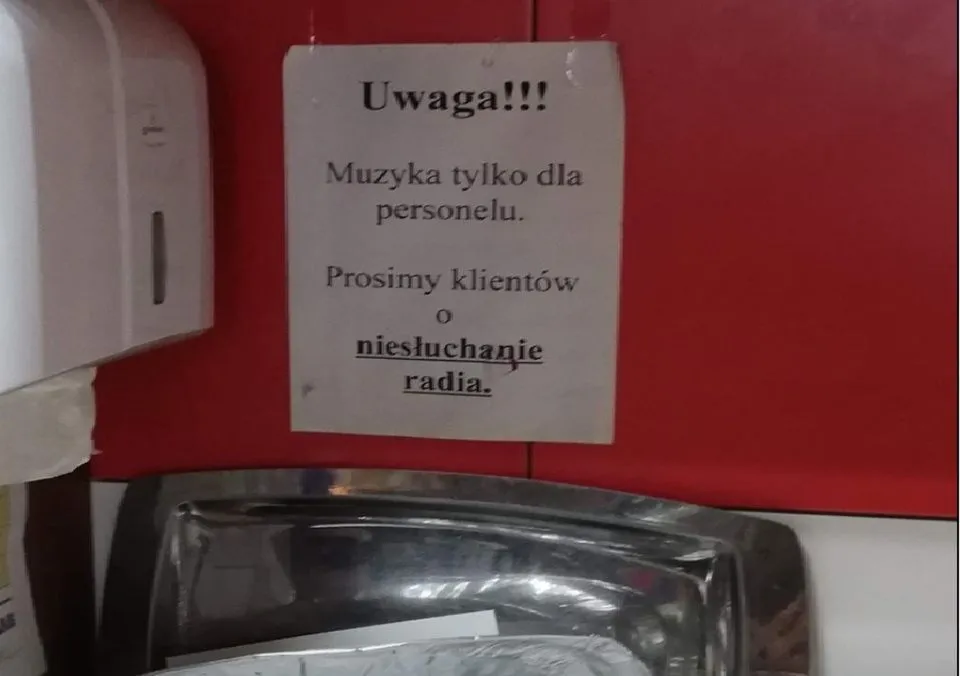 Uwaga!!!
Muzyka tylko dla
personelu.
Prosimy klientów
o
niesłuchanie
radia.